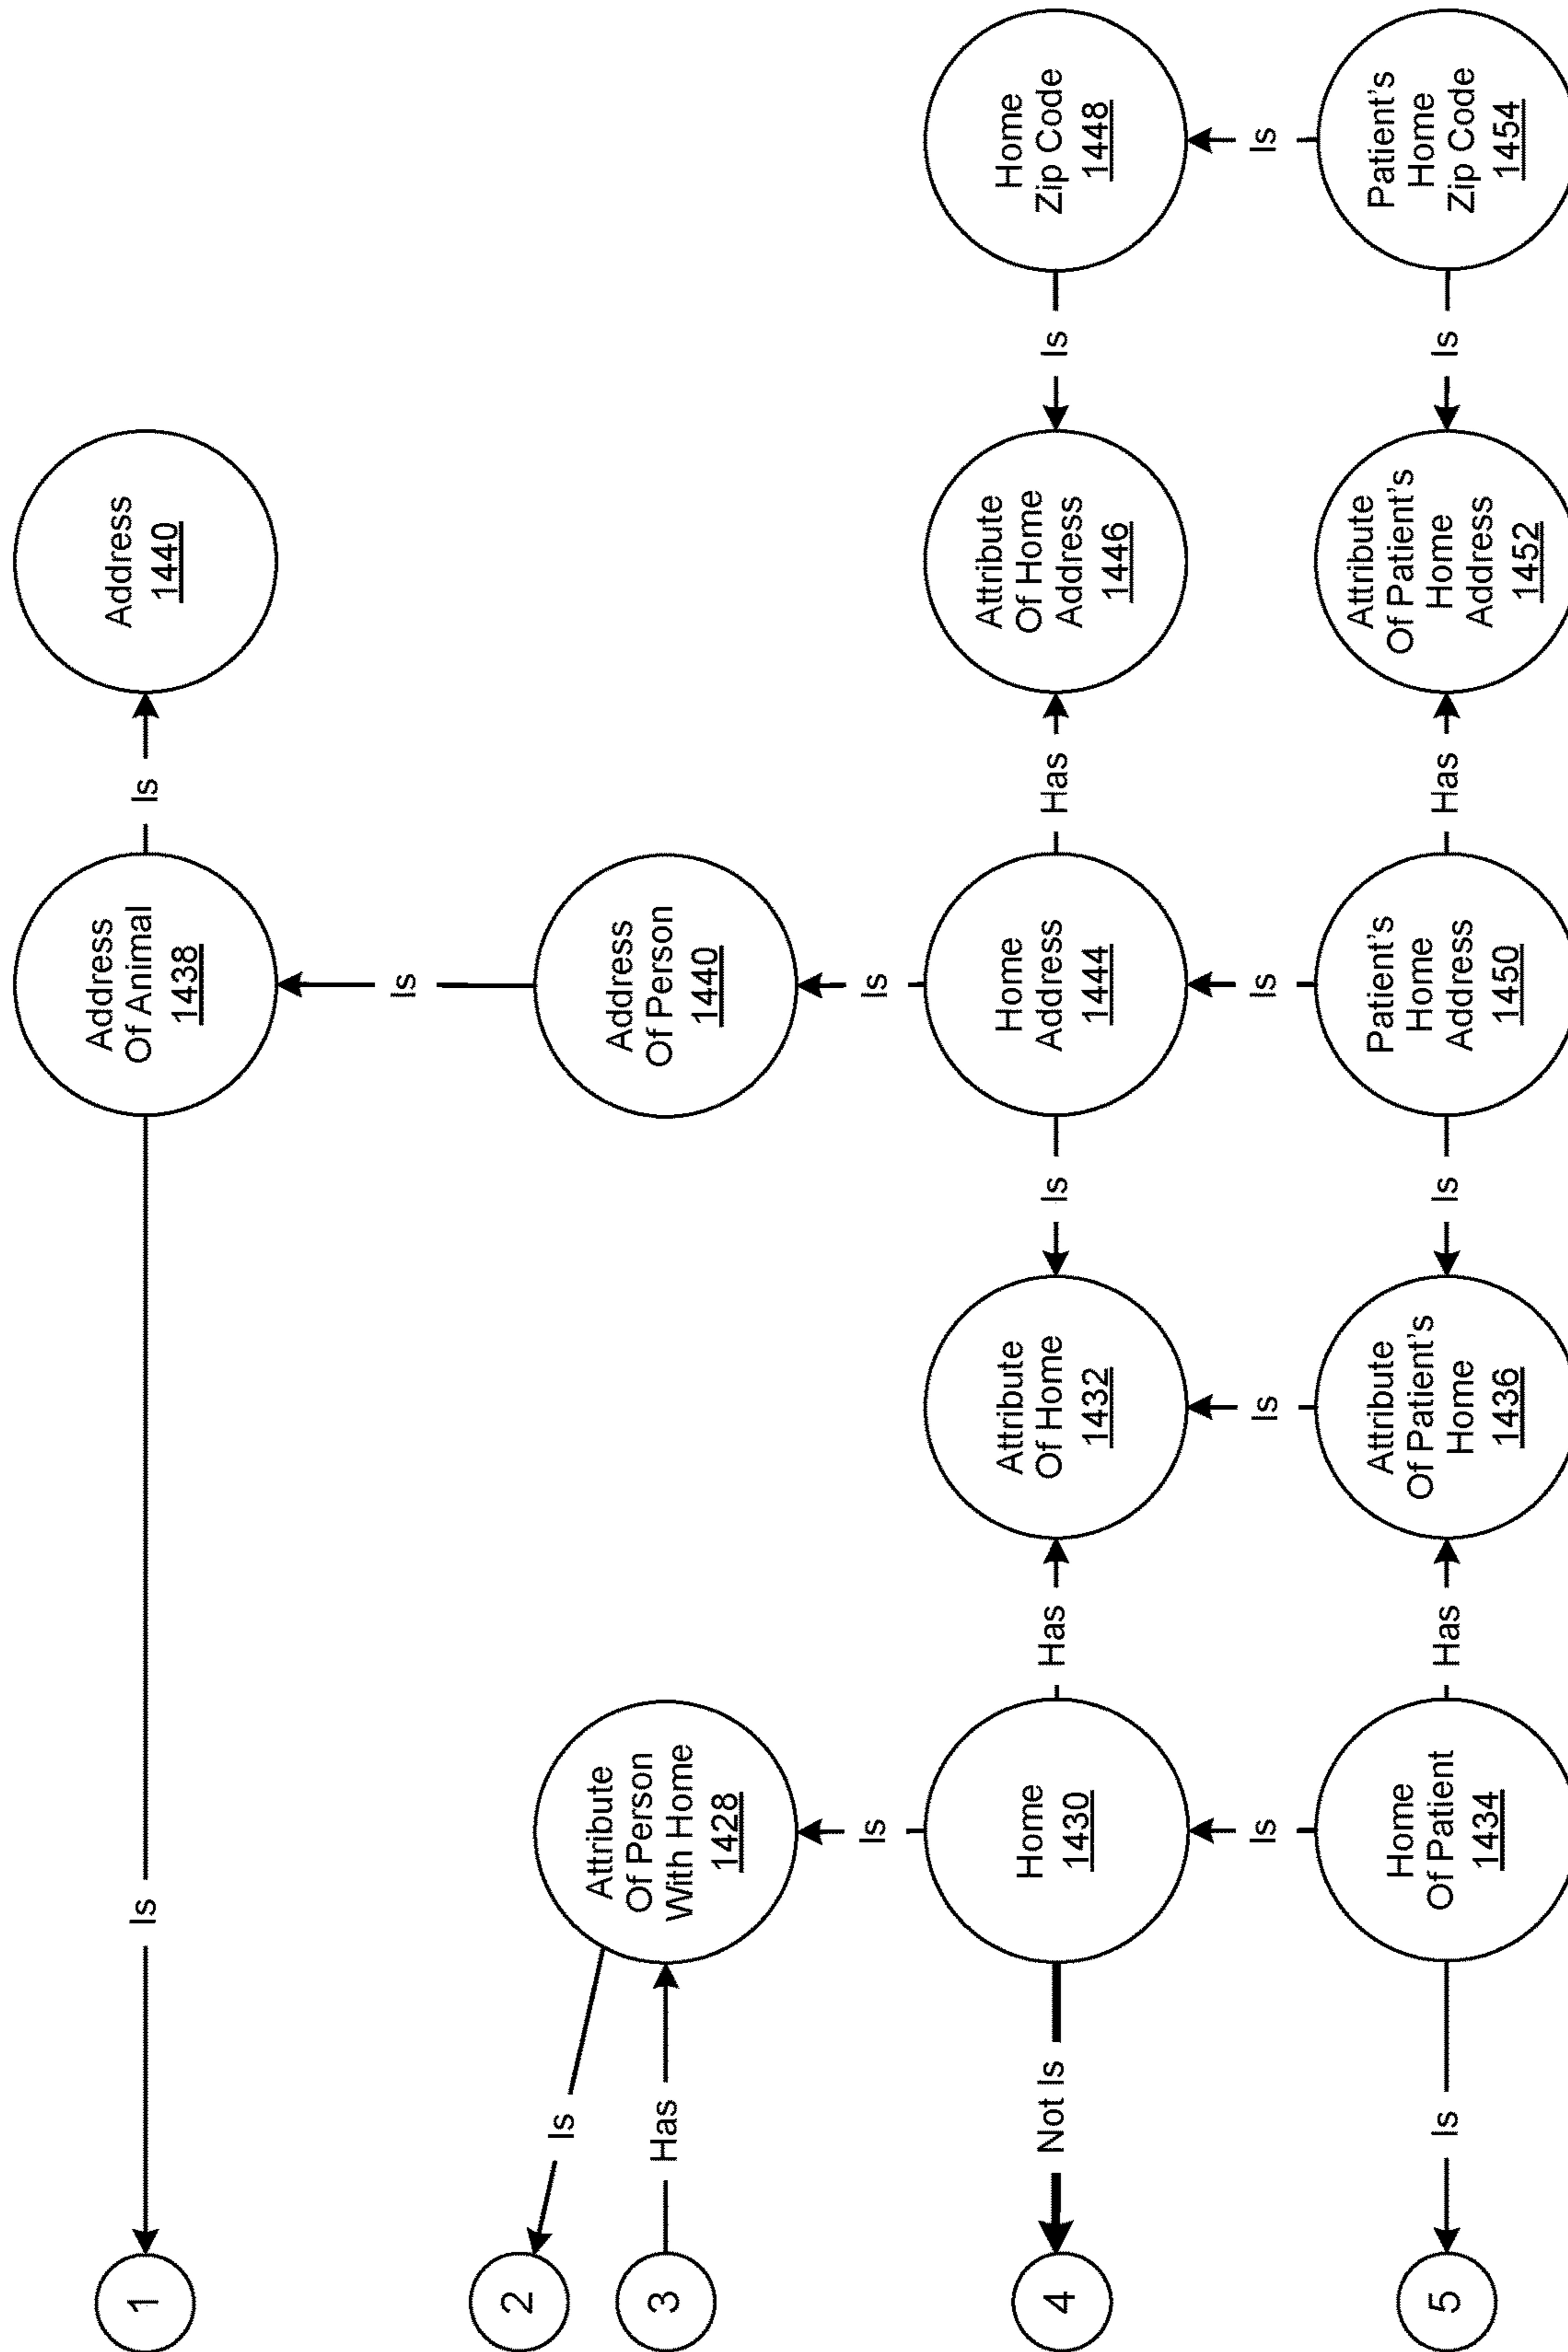 1
Is
Address
Of Animal
1438
Is
Address
1440
Is
2
Is
3
Has
Attribute
Of Person
With Home
1428
Address
Of Person
1440
Is
Is
4
Not Is
Home
1430
Has
Attribute
Of Home
1432
Is
Home
Address
1444
Has
Attribute
Of Home
Address
1446
Is
Home
Zip Code
1448
Is
Is
Is
Is
5
Is
Home
Of Patient
1434
Has
Attribute
Of Patient's
Home
1436
Is
Patient's
Home
Address
1450
Has
Attribute
Of Patient's
Home
Address
1452
Is
Patient's
Home
Zip Code
1454